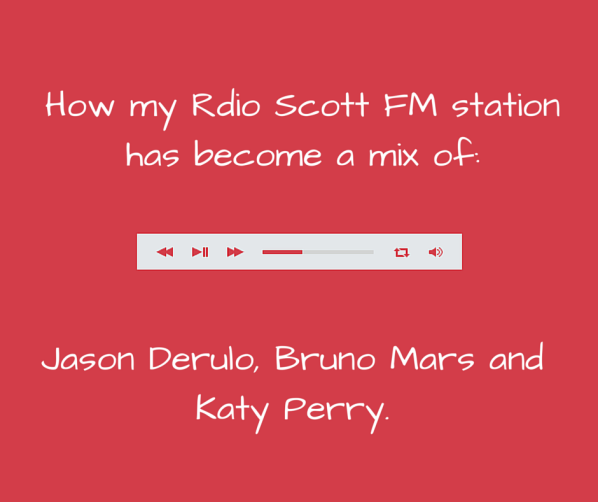 How my Rdio Scott FM station
has become a mix of:
Jason Derulo, Bruno Mars and
Katy Perry.